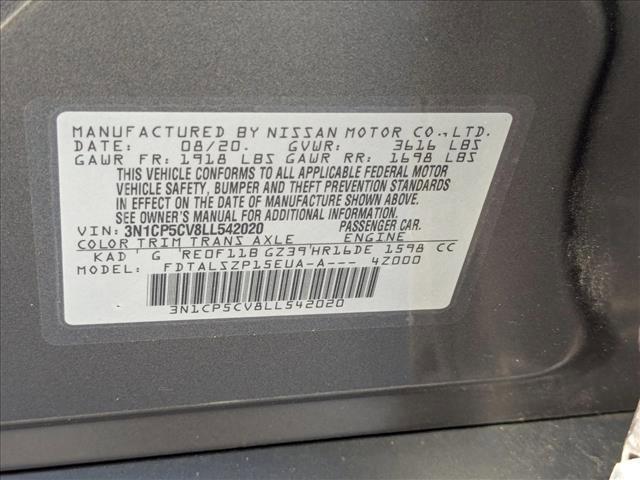 MANUFACTURED BY NISSAN MOTOR CO.,LTD.
DATE: 08/20. GVWR: 3616 LBS
GAWR FR: 1918 LBS GAWR RR: 1698 LBS
THIS VEHICLE CONFORMS TO ALL APPLICABLE FEDERAL MOTOR
VEHICLE SAFETY, BUMPER AND THEFT PREVENTION STANDARDS
IN EFFECT ON THE DATE OF MANUFACTURE SHOWN ABOVE.
SEE OWNER'S MANUAL FOR ADDITIONAL INFORMATION.
VIN: 3N1CP5CV8LL542020 PASSENGER CAR.
COLOR TRIM TRANS AXLE ENGINE
KAD G RE0F11B GZ39 HR16DE 1598 CC
MODEL: FDTALSZP15EUA-A--- 4Z000
3N1CP5CV8LL542020